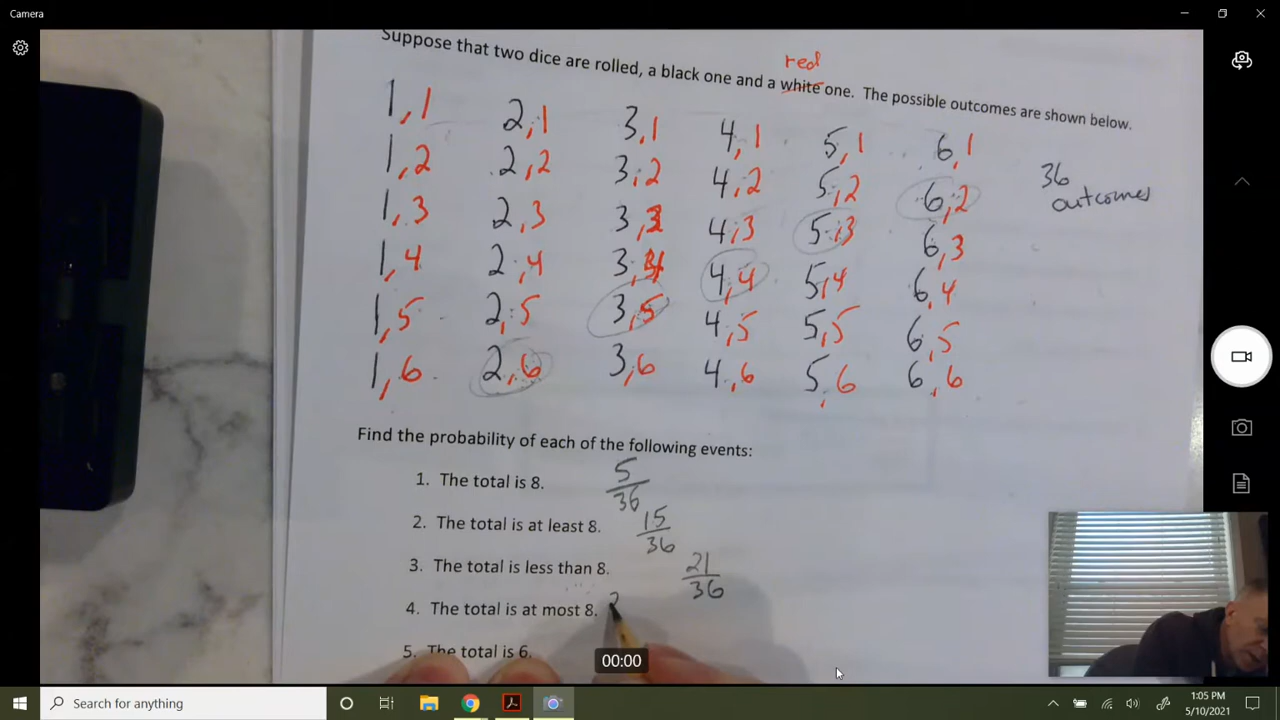 Camera
Suppose that two dice are rolled, a black one and a white one. The possible outcomes are shown below.
red
1,1 2,1 3,1 4,1 5,1 6,1
1,2 2,2 3,2 4,2 5,2 6,2
1,3 2,3 3,3 4,3 5,3 6,3
1,4 2,4 3,4 4,4 5,4 6,4
1,5 2,5 3,5 4,5 5,5 6,5
1,6 2,6 3,6 4,6 5,6 6,6
36
outcomes
Find the probability of each of the following events:
1. The total is 8. 5/36
2. The total is at least 8. 15/36
3. The total is less than 8. 21/36
4. The total is at most 8. 2
5. The total is 6.
00:00
Search for anything
1:05 PM
5/10/2021